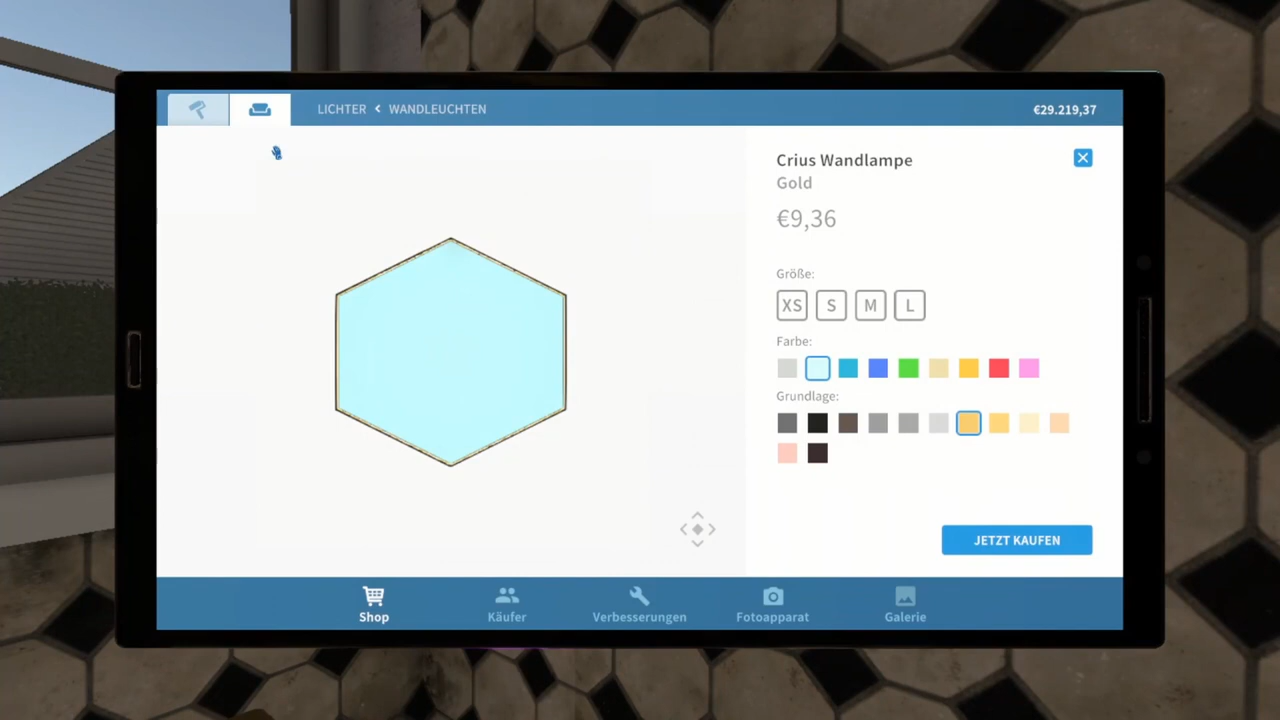 LICHTER < WANDLEUCHTEN
€29.219,37
Crius Wandlampe
Gold
€9,36
Größe:
XS S M L
Farbe:
Grundlage:
JETZT KAUFEN
Shop Käufer Verbesserungen Fotoapparat Galerie